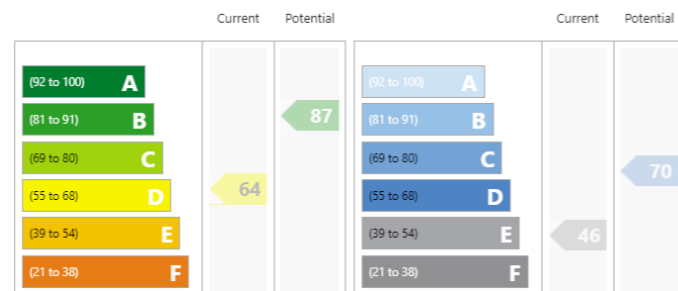 Current Potential
(92 to 100) A
(81 to 91) B
87
(69 to 80) C
(55 to 68) D
64
(39 to 54) E
(21 to 38) F
Current Potential
(92 to 100) A
(81 to 91) B
(69 to 80) C
70
(55 to 68) D
(39 to 54) E
46
(21 to 38) F